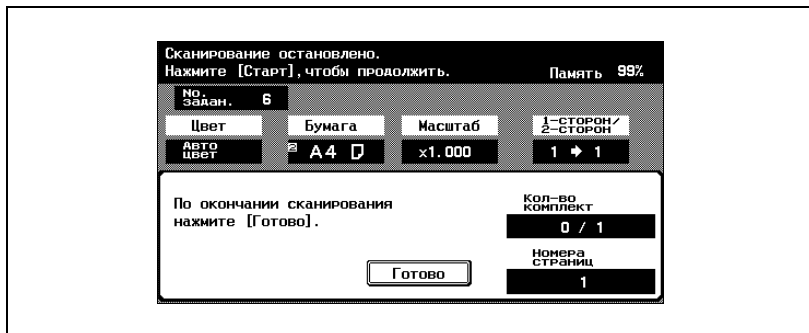 Сканирование остановлено.
Нажмите [Старт],чтобы продолжить.
Память 99%
No. задан. 6
Цвет Бумага Масштаб 1-сторон/2-сторон
Авто цвет 2 A4 x1.000 1 → 1
По окончании сканирования
нажмите [Готово].
Кол-во
комплект
0 / 1
Готово
Номера
страниц
1